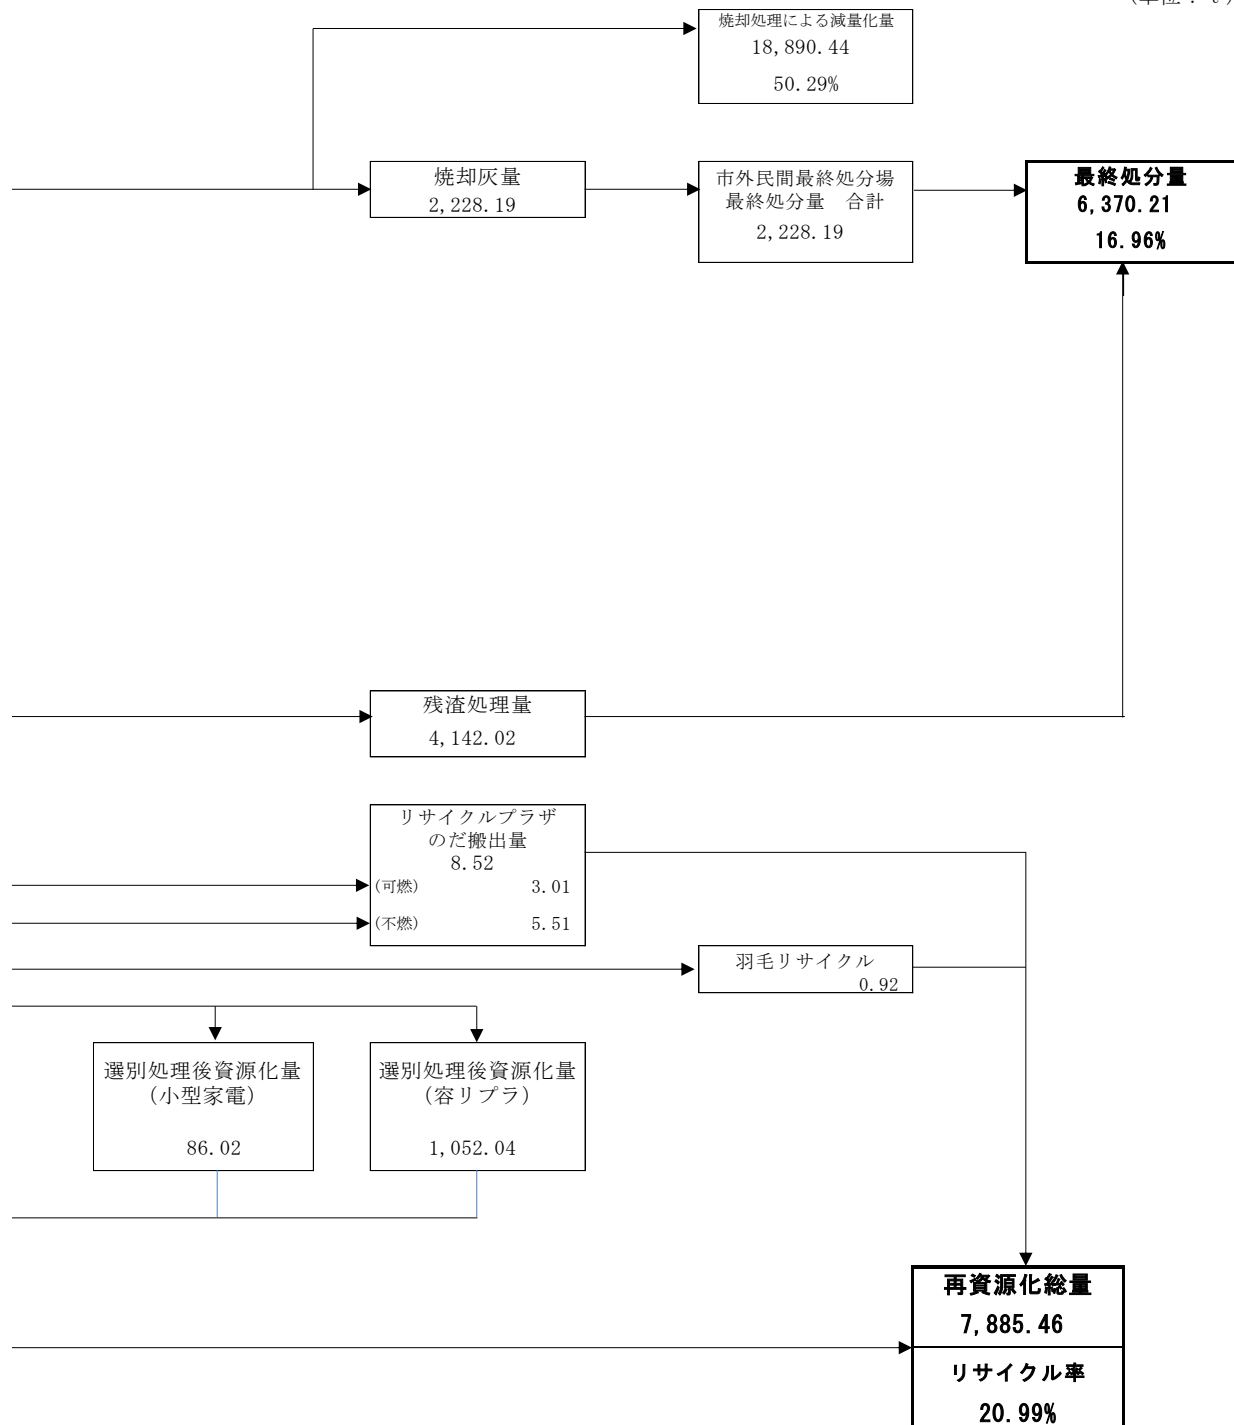 (単位：ｔ)
焼却処理による減量化量
18,890.44
50.29%
焼却灰量
2,228.19
市外民間最終処分場
最終処分量　合計
2,228.19
最終処分量
6,370.21
16.96%
残渣処理量
4,142.02
リサイクルプラザ
のだ搬出量
8.52
(可燃) 3.01
(不燃) 5.51
羽毛リサイクル
0.92
選別処理後資源化量
(小型家電)
86.02
選別処理後資源化量
(容リプラ)
1,052.04
再資源化総量
7,885.46
リサイクル率
20.99%